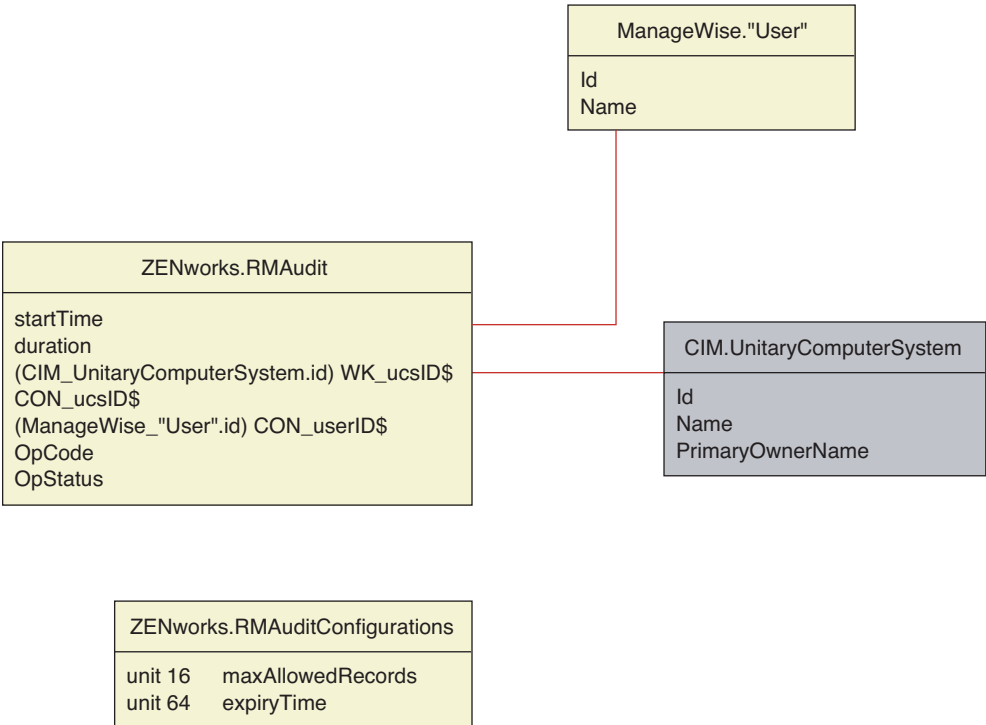 ManageWise."User"
Id
Name
ZENworks.RMAudit
startTime
duration
(CIM_UnitaryComputerSystem.id) WK_ucsID$
CON_ucsID$
(ManageWise_"User".id) CON_userID$
OpCode
OpStatus
CIM.UnitaryComputerSystem
Id
Name
PrimaryOwnerName
ZENworks.RMAuditConfigurations
unit 16 maxAllowedRecords
unit 64 expiryTime